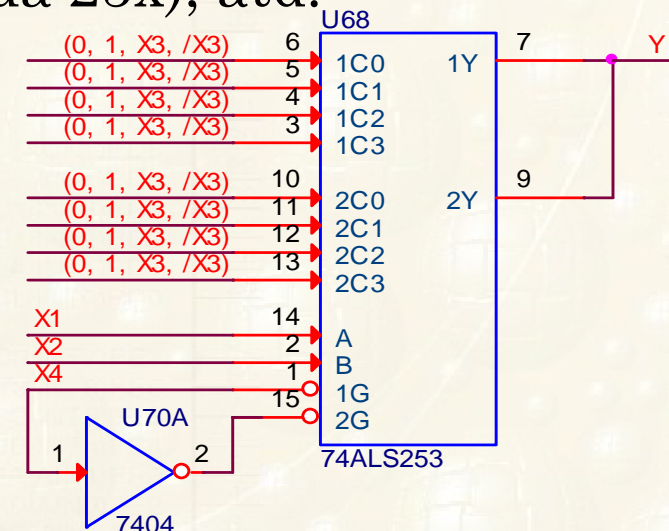 da 25x), atd.
U68
(0, 1, X3, /X3) 6 1C0 1Y 7 Y
(0, 1, X3, /X3) 5 1C1
(0, 1, X3, /X3) 4 1C2
(0, 1, X3, /X3) 3 1C3
(0, 1, X3, /X3) 10 2C0 2Y 9
(0, 1, X3, /X3) 11 2C1
(0, 1, X3, /X3) 12 2C2
(0, 1, X3, /X3) 13 2C3
X1 14 A
X2 2 B
X4 1 1G
15 2G
U70A
74ALS253
1 2
7404